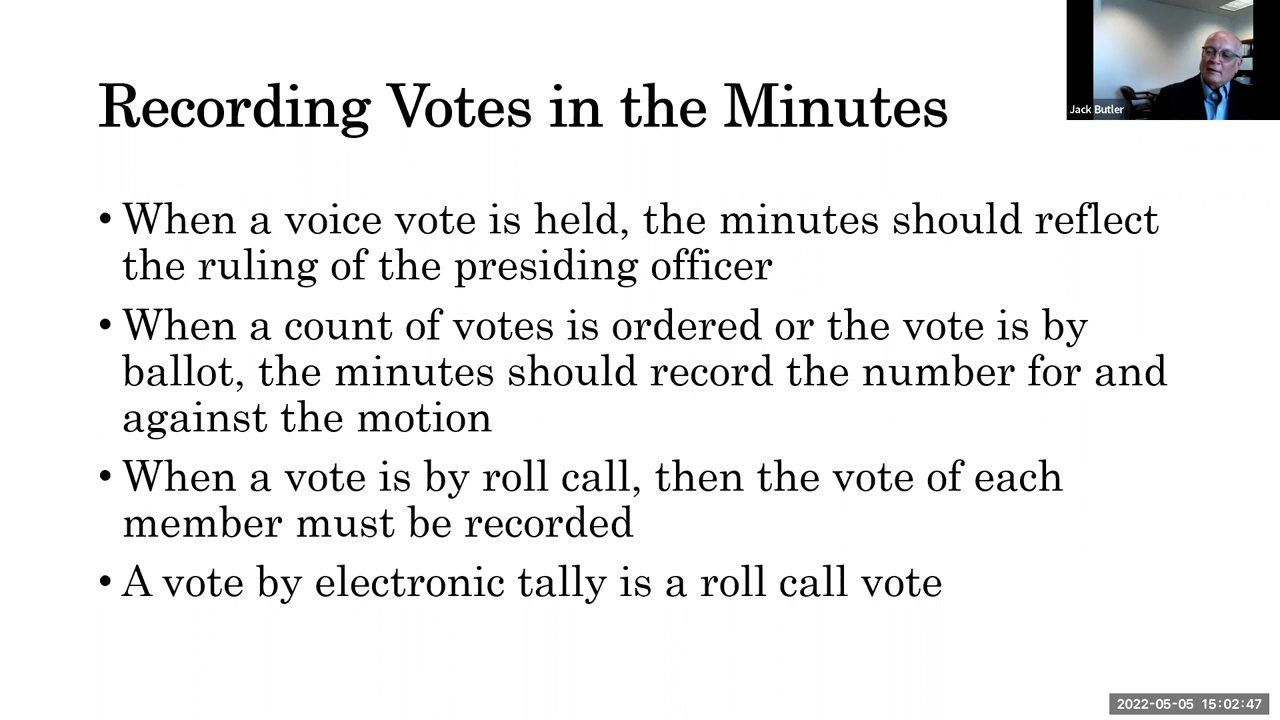 Recording Votes in the Minutes
Jack Butler
• When a voice vote is held, the minutes should reflect
the ruling of the presiding officer
• When a count of votes is ordered or the vote is by
ballot, the minutes should record the number for and
against the motion
• When a vote is by roll call, then the vote of each
member must be recorded
• A vote by electronic tally is a roll call vote
2022-05-05 15:02:47